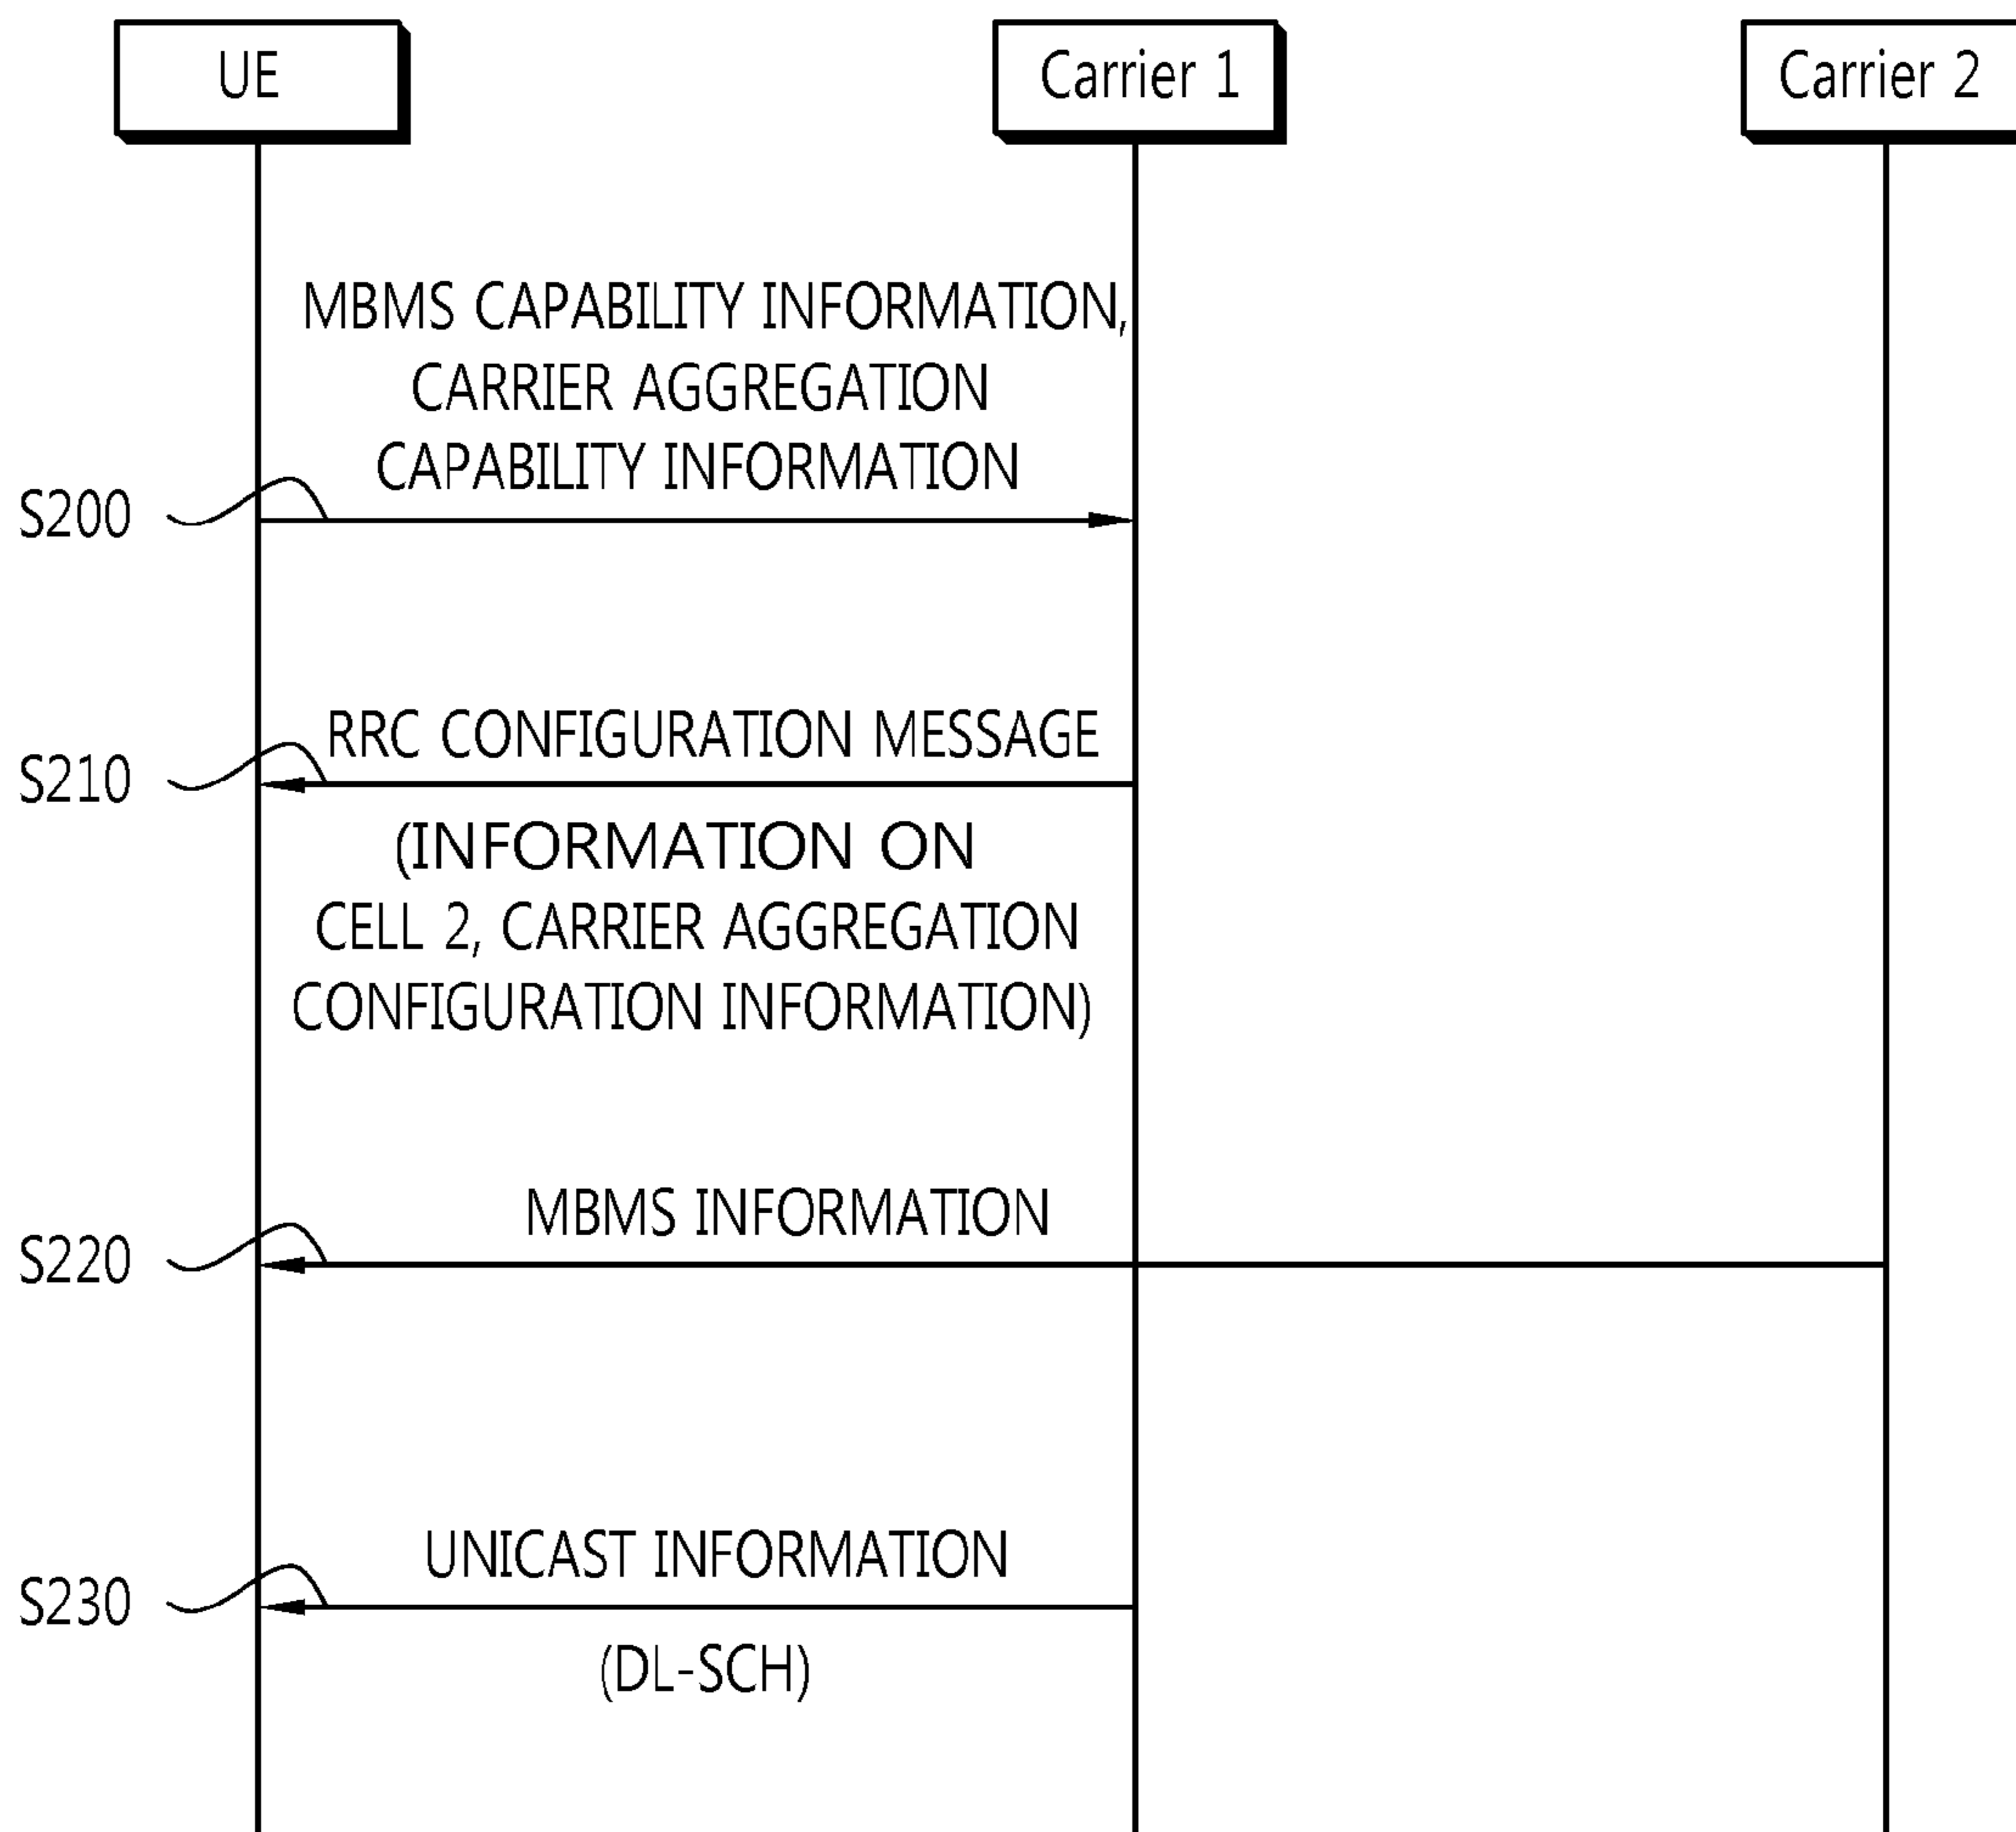 UE
Carrier 1
Carrier 2
MBMS CAPABILITY INFORMATION,
CARRIER AGGREGATION
CAPABILITY INFORMATION
S200
RRC CONFIGURATION MESSAGE
S210
(INFORMATION ON
CELL 2, CARRIER AGGREGATION
CONFIGURATION INFORMATION)
MBMS INFORMATION
S220
UNICAST INFORMATION
S230
(DL-SCH)